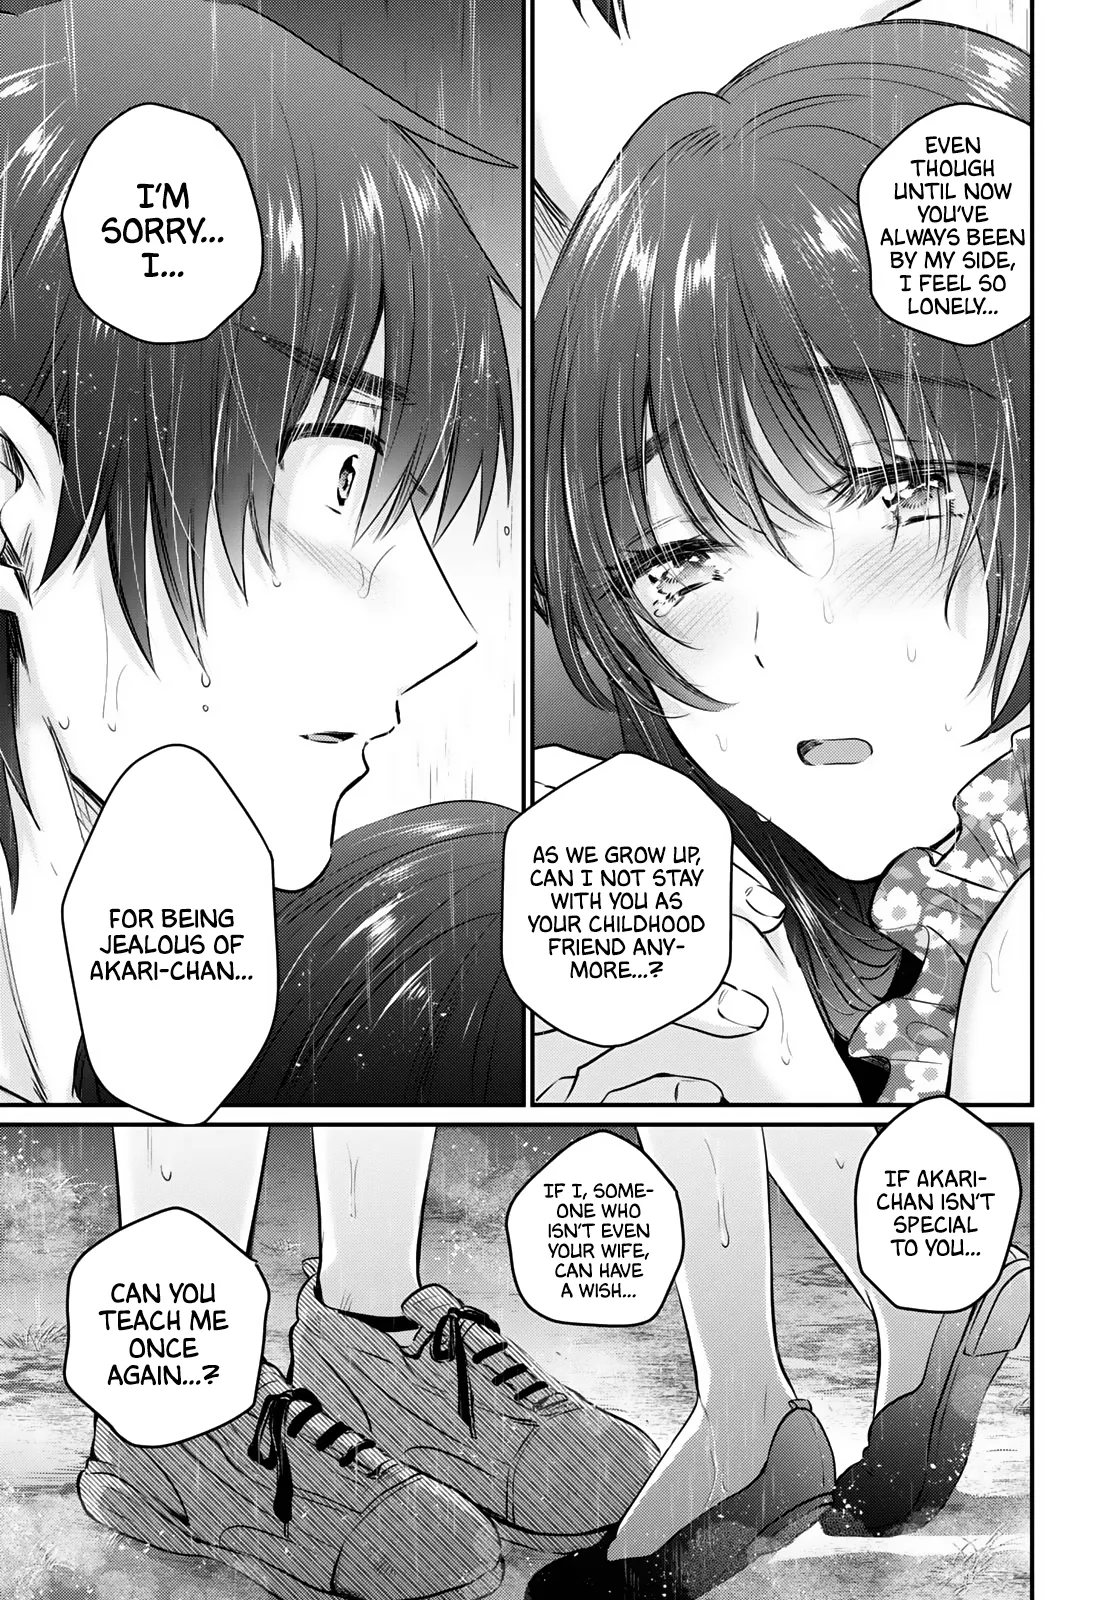 EVEN
THOUGH
UNTIL NOW
YOU'VE
ALWAYS BEEN
BY MY SIDE,
I FEEL SO
LONELY...
AS WE GROW UP,
CAN I NOT STAY
WITH YOU AS
YOUR CHILDHOOD
FRIEND ANY-
MORE...?
I'M
SORRY...
I...
FOR BEING
JEALOUS OF
AKARI-CHAN...
IF AKARI-
CHAN ISN'T
SPECIAL
TO YOU...
IF I, SOME-
ONE WHO
ISN'T EVEN
YOUR WIFE,
CAN HAVE
A WISH...
CAN YOU
TEACH ME
ONCE
AGAIN...?